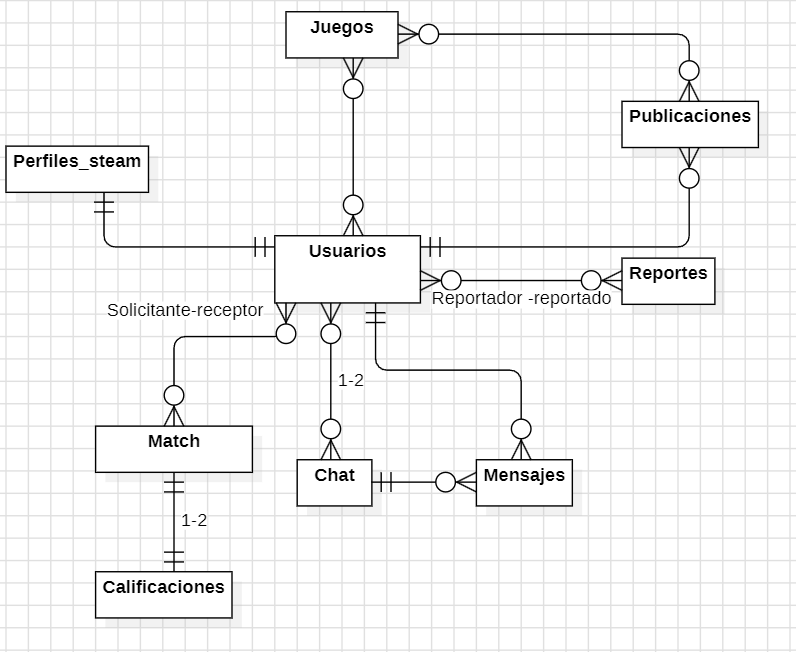 Juegos
Publicaciones
Perfiles_steam
Usuarios
Reportes
Reportador -reportado
Solicitante-receptor
1-2
Match
Chat
Mensajes
1-2
Calificaciones